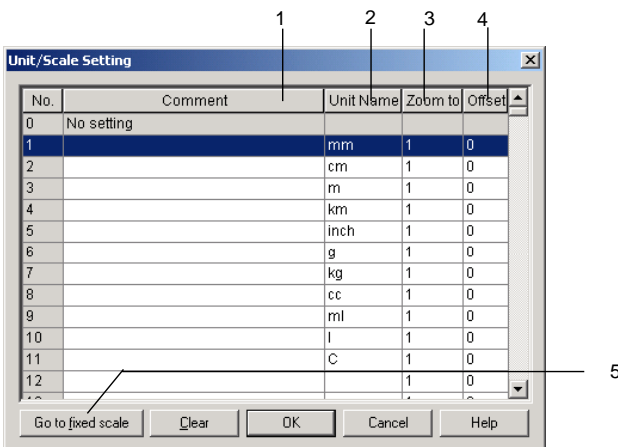 1 2 3 4
Unit/Scale Setting
No. Comment Unit Name Zoom to Offset
0 No setting
1 mm 1 0
2 cm 1 0
3 m 1 0
4 km 1 0
5 inch 1 0
6 g 1 0
7 kg 1 0
8 cc 1 0
9 ml 1 0
10 l 1 0
11 C 1 0
5
12 1 0
Go to fixed scale Clear OK Cancel Help